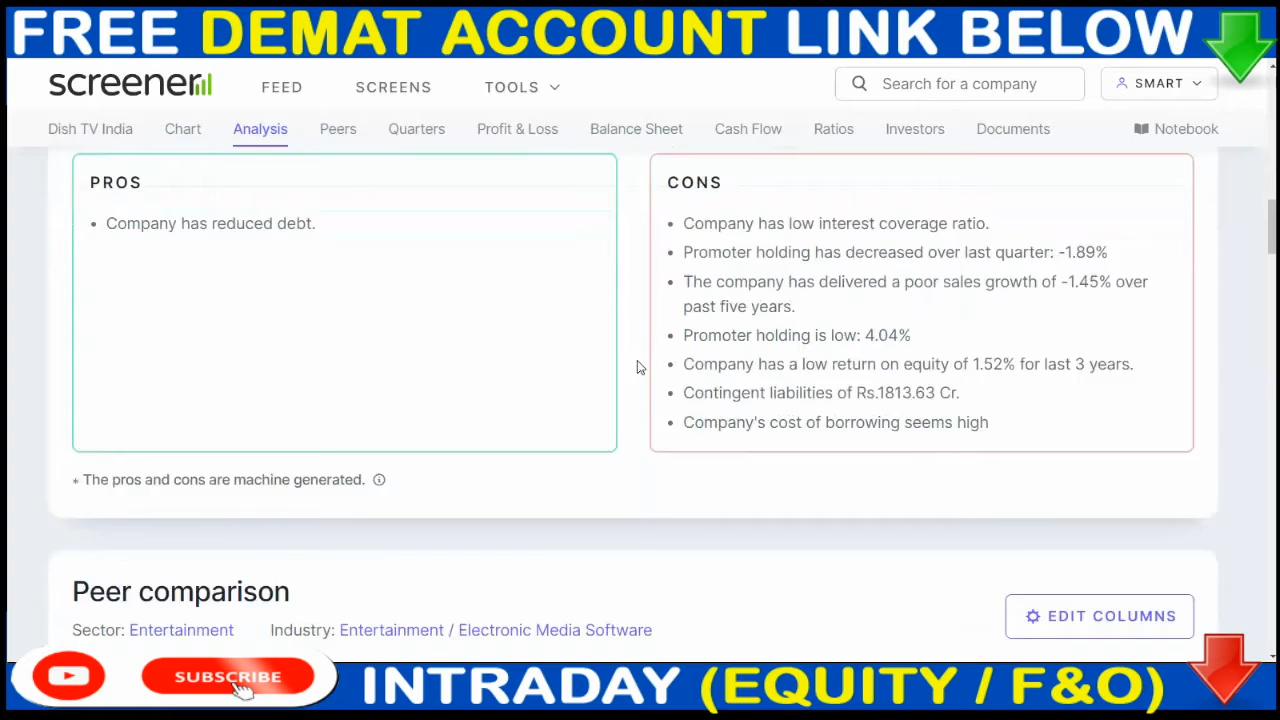 FREE DEMAT ACCOUNT LINK BELOW
screener
FEED
SCREENS
TOOLS
Search for a company
SMART
Dish TV India
Chart
Analysis
Peers
Quarters
Profit & Loss
Balance Sheet
Cash Flow
Ratios
Investors
Documents
Notebook
PROS
• Company has reduced debt.
CONS
• Company has low interest coverage ratio.
• Promoter holding has decreased over last quarter: -1.89%
• The company has delivered a poor sales growth of -1.45% over
past five years.
• Promoter holding is low: 4.04%
• Company has a low return on equity of 1.52% for last 3 years.
• Contingent liabilities of Rs.1813.63 Cr.
• Company's cost of borrowing seems high
* The pros and cons are machine generated.
Peer comparison
Sector: Entertainment Industry: Entertainment / Electronic Media Software
EDIT COLUMNS
SUBSCRIBE
INTRADAY (EQUITY / F&O)